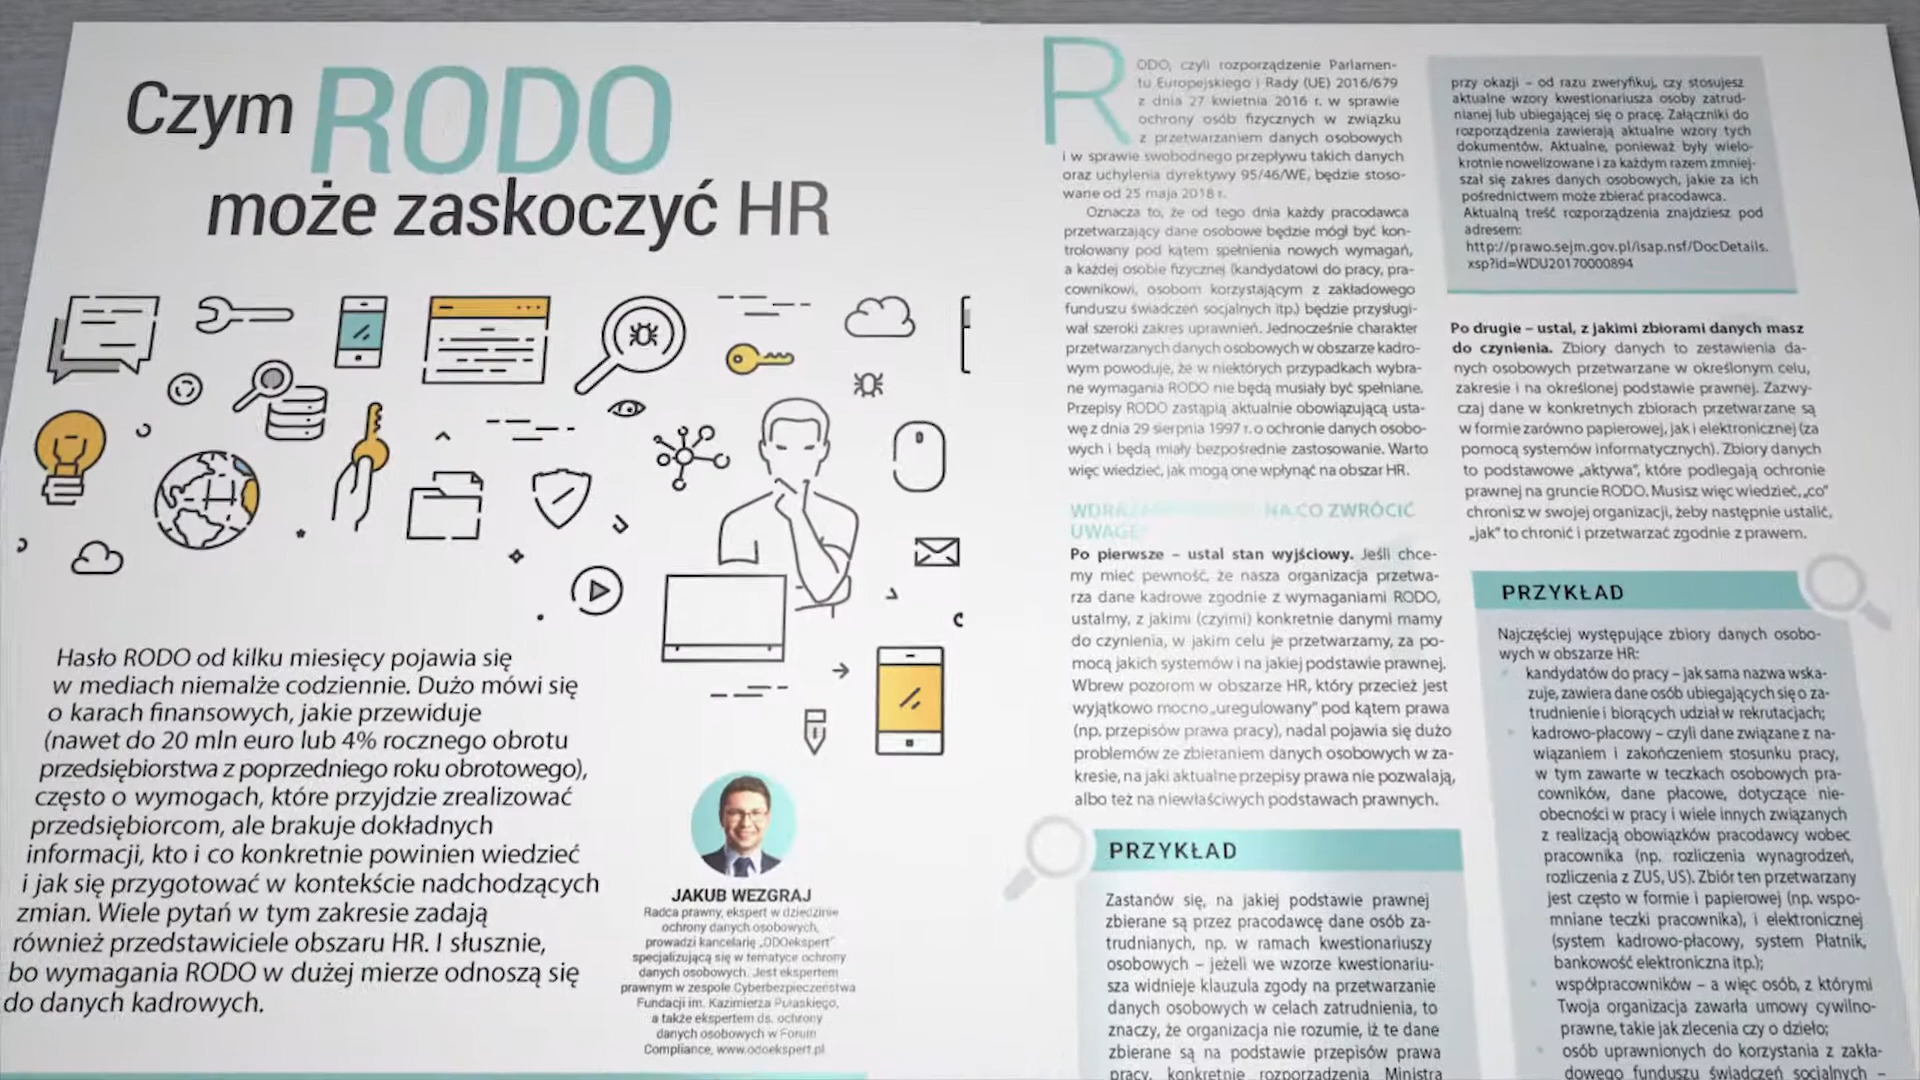 Czym RODO
może zaskoczyć HR
Hasło RODO od kilku miesięcy pojawia się
w mediach niemalże codziennie. Dużo mówi się
o karach finansowych, jakie przewiduje
(nawet do 20 mln euro lub 4% rocznego obrotu
przedsiębiorstwa z poprzedniego roku obrotowego),
często o wymogach, które przyjdzie zrealizować
przedsiębiorcom, ale brakuje dokładnych
informacji, kto i co konkretnie powinien wiedzieć
i jak się przygotować w kontekście nadchodzących
zmian. Wiele pytań w tym zakresie zadają
również przedstawiciele obszaru HR. I słusznie,
bo wymagania RODO w dużej mierze odnoszą się
do danych kadrowych.
JAKUB WEZGRAJ
Radca prawny, ekspert w dziedzinie
ochrony danych osobowych,
prowadzi kancelarię „ODOekspert"
specjalizującą się w tematyce ochrony
danych osobowych. Jest ekspertem
prawnym w zespole Cyberbezpieczeństwa
Fundacji im. Kazimierza Pułaskiego,
a także ekspertem ds. ochrony
danych osobowych w Forum
Compliance, www.odoekspert.pl
RODO, czyli rozporządzenie Parlamen-
tu Europejskiego i Rady (UE) 2016/679
z dnia 27 kwietnia 2016 r. w sprawie
ochrony osób fizycznych w związku
z przetwarzaniem danych osobowych
i w sprawie swobodnego przepływu takich danych
oraz uchylenia dyrektywy 95/46/WE, będzie stoso-
wane od 25 maja 2018 r.
Oznacza to, że od tego dnia każdy pracodawca
przetwarzający dane osobowe będzie mógł być kon-
trolowany pod kątem spełnienia nowych wymagań,
a każdej osobie fizycznej (kandydatowi do pracy, pra-
cownikowi, osobom korzystającym z zakładowego
funduszu świadczeń socjalnych itp.) będzie przysługi-
wał szeroki zakres uprawnień. Jednocześnie charakter
przetwarzanych danych osobowych w obszarze kadro-
wym powoduje, że w niektórych przypadkach wybra-
ne wymagania RODO nie będą musiały być spełniane.
Przepisy RODO zastąpią aktualnie obowiązującą usta-
wę z dnia 29 sierpnia 1997 r. o ochronie danych osobo-
wych i będą miały bezpośrednie zastosowanie. Warto
więc wiedzieć, jak mogą one wpłynąć na obszar HR.
NA CO ZWRÓCIĆ
UWAGĘ?
Po pierwsze – ustal stan wyjściowy. Jeśli chce-
my mieć pewność, że nasza organizacja przetwa-
rza dane kadrowe zgodnie z wymaganiami RODO,
ustalmy, z jakimi (czyimi) konkretnie danymi mamy
do czynienia, w jakim celu je przetwarzamy, za po-
mocą jakich systemów i na jakiej podstawie prawnej.
Wbrew pozorom w obszarze HR, który przecież jest
wyjątkowo mocno „uregulowany" pod kątem prawa
(np. przepisów prawa pracy), nadal pojawia się dużo
problemów ze zbieraniem danych osobowych w za-
kresie, na jaki aktualne przepisy prawa nie pozwalają,
albo też na niewłaściwych podstawach prawnych.
PRZYKŁAD
Zastanów się, na jakiej podstawie prawnej
zbierane są przez pracodawcę dane osób za-
trudnianych, np. w ramach kwestionariuszy
osobowych – jeżeli we wzorze kwestionariu-
sza widnieje klauzula zgody na przetwarzanie
danych osobowych w celach zatrudnienia, to
znaczy, że organizacja nie rozumie, iż te dane
zbierane są na podstawie przepisów prawa
pracy, konkretnie rozporządzenia Ministra
przy okazji – od razu zweryfikuj, czy stosujesz
aktualne wzory kwestionariusza osoby zatrud-
nianej lub ubiegającej się o pracę. Załączniki do
rozporządzenia zawierają aktualne wzory tych
dokumentów. Aktualne, ponieważ były wielo-
krotnie nowelizowane i za każdym razem zmniej-
szał się zakres danych osobowych, jakie za ich
pośrednictwem może zbierać pracodawca.
Aktualną treść rozporządzenia znajdziesz pod
adresem:
http://prawo.sejm.gov.pl/isap.nsf/DocDetails.
xsp?id=WDU20170000894
Po drugie – ustal, z jakimi zbiorami danych masz
do czynienia. Zbiory danych to zestawienia da-
nych osobowych przetwarzane w określonym celu,
zakresie i na określonej podstawie prawnej. Zazwy-
czaj dane w konkretnych zbiorach przetwarzane są
w formie zarówno papierowej, jak i elektronicznej (za
pomocą systemów informatycznych). Zbiory danych
to podstawowe „aktywa", które podlegają ochronie
prawnej na gruncie RODO. Musisz więc wiedzieć, „co"
chronisz w swojej organizacji, żeby następnie ustalić,
„jak" to chronić i przetwarzać zgodnie z prawem.
PRZYKŁAD
Najczęściej występujące zbiory danych osobo-
wych w obszarze HR:
kandydatów do pracy – jak sama nazwa wska-
zuje, zawiera dane osób ubiegających się o za-
trudnienie i biorących udział w rekrutacjach;
kadrowo-płacowy – czyli dane związane z na-
wiązaniem i zakończeniem stosunku pracy,
w tym zawarte w teczkach osobowych pra-
cowników, dane płacowe, dotyczące nie-
obecności w pracy i wiele innych związanych
z realizacją obowiązków pracodawcy wobec
pracownika (np. rozliczenia wynagrodzeń,
rozliczenia z ZUS, US). Zbiór ten przetwarzany
jest często w formie i papierowej (np. wspo-
mniane teczki pracownika), i elektronicznej
(system kadrowo-płacowy, system Płatnik,
bankowość elektroniczna itp.);
współpracowników – a więc osób, z którymi
Twoja organizacja zawarła umowy cywilno-
prawne, takie jak zlecenia czy o dzieło;
osób uprawnionych do korzystania z zakła-
dowego funduszu świadczeń socjalnych –